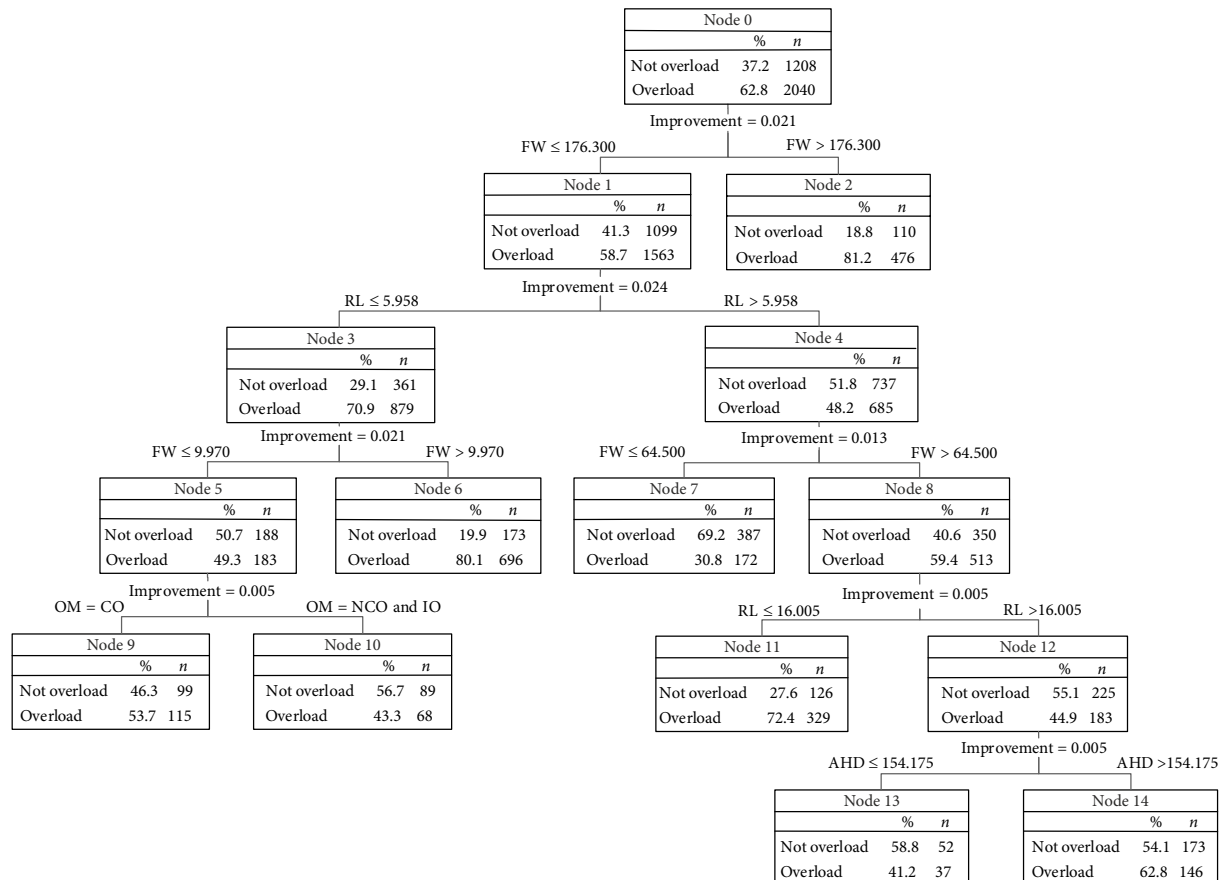 Node 0
% n
Not overload 37.2 1208
Overload 62.8 2040
Improvement = 0.021
FW ≤ 176.300
FW > 176.300
Node 1
% n
Not overload 41.3 1099
Overload 58.7 1563
Node 2
% n
Not overload 18.8 110
Overload 81.2 476
Improvement = 0.024
RL ≤ 5.958
RL > 5.958
Node 3
% n
Not overload 29.1 361
Overload 70.9 879
Node 4
% n
Not overload 51.8 737
Overload 48.2 685
Improvement = 0.021
FW ≤ 9.970
FW > 9.970
Improvement = 0.013
FW ≤ 64.500
FW > 64.500
Node 5
% n
Not overload 50.7 188
Overload 49.3 183
Node 6
% n
Not overload 19.9 173
Overload 80.1 696
Node 7
% n
Not overload 69.2 387
Overload 30.8 172
Node 8
% n
Not overload 40.6 350
Overload 59.4 513
Improvement = 0.005
OM = CO
OM = NCO and IO
Improvement = 0.005
RL ≤ 16.005
RL >16.005
Node 9
% n
Not overload 46.3 99
Overload 53.7 115
Node 10
% n
Not overload 56.7 89
Overload 43.3 68
Node 11
% n
Not overload 27.6 126
Overload 72.4 329
Node 12
% n
Not overload 55.1 225
Overload 44.9 183
Improvement = 0.005
AHD ≤ 154.175
AHD >154.175
Node 13
% n
Not overload 58.8 52
Overload 41.2 37
Node 14
% n
Not overload 54.1 173
Overload 62.8 146